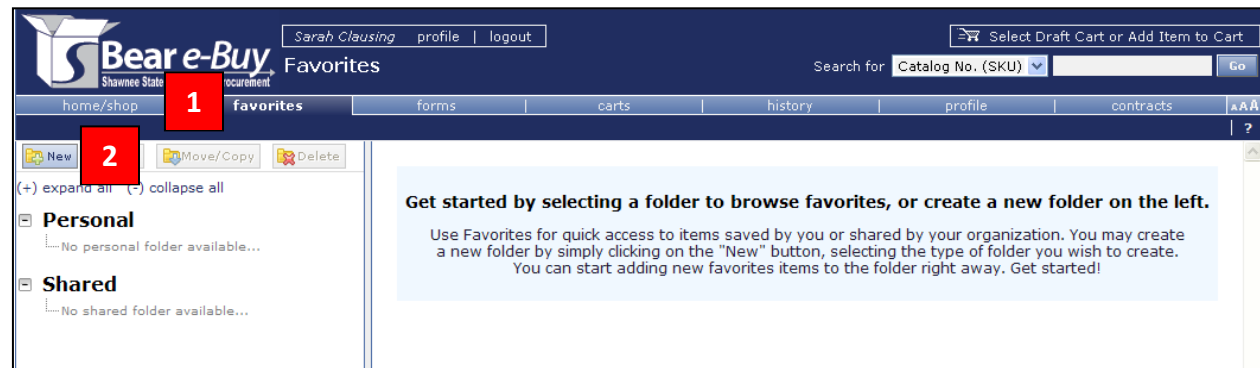 Sarah Clausing profile | logout
Select Draft Cart or Add Item to Cart
Bear e-Buy
Favorites
Search for Catalog No. (SKU) Go
Shawnee State
rocurement
home/shop 1 favorites | forms | carts | history | profile | contracts AAA
| ?
New 2 Move/Copy Delete
(+) expand all (-) collapse all
Personal
No personal folder available...
Shared
No shared folder available...
Get started by selecting a folder to browse favorites, or create a new folder on the left.
Use Favorites for quick access to items saved by you or shared by your organization. You may create
a new folder by simply clicking on the "New" button, selecting the type of folder you wish to create.
You can start adding new favorites items to the folder right away. Get started!